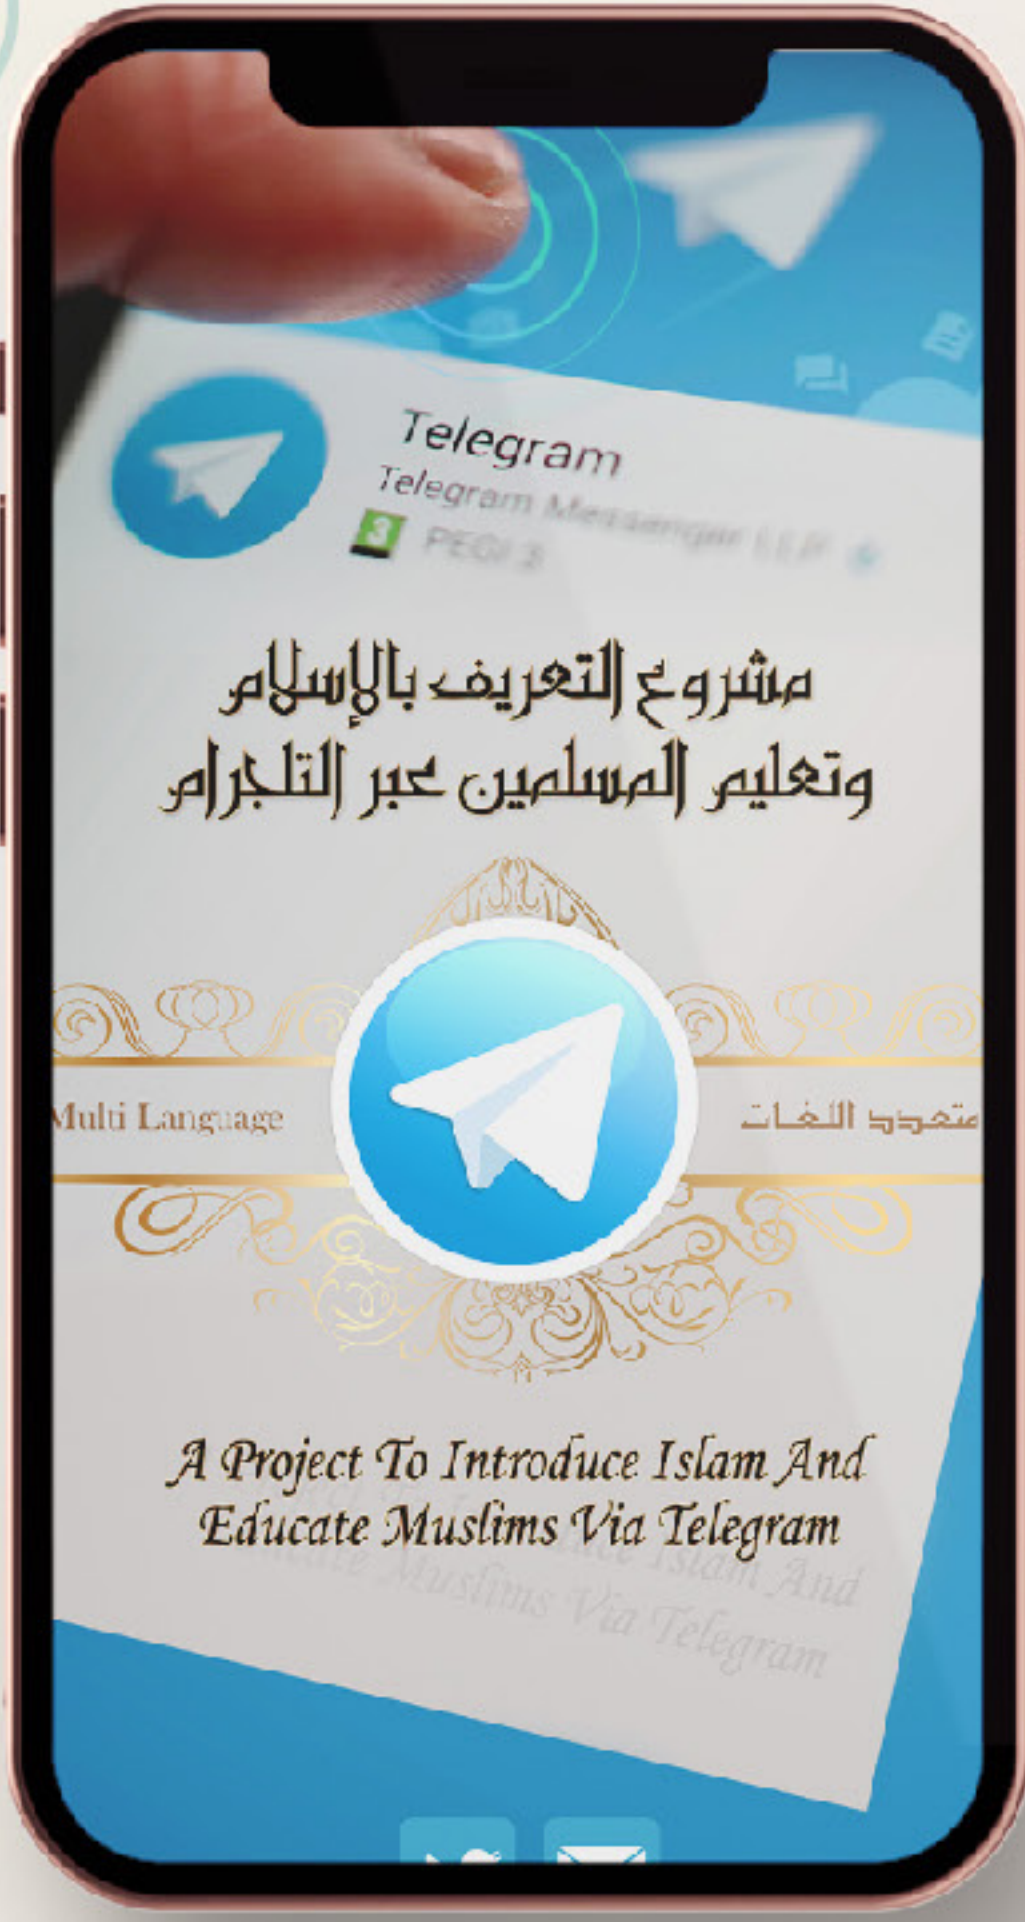 Telegram
Telegram Messenger LLP
3 PEGI 3
مشروع التعريف بالإسلام
وتعليم المسلمين عبر التلجرام
Multi Language
متعدد اللغات
A Project To Introduce Islam And
Educate Muslims Via Telegram